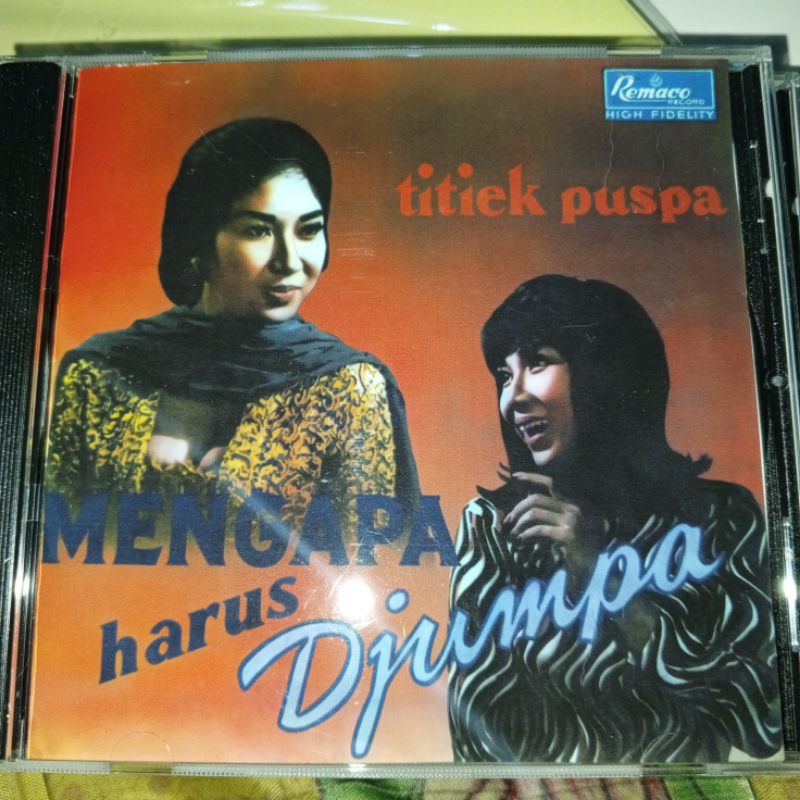 Remaco
RECORD
HIGH FIDELITY
titiek puspa
MENGAPA
harus
Djumpa